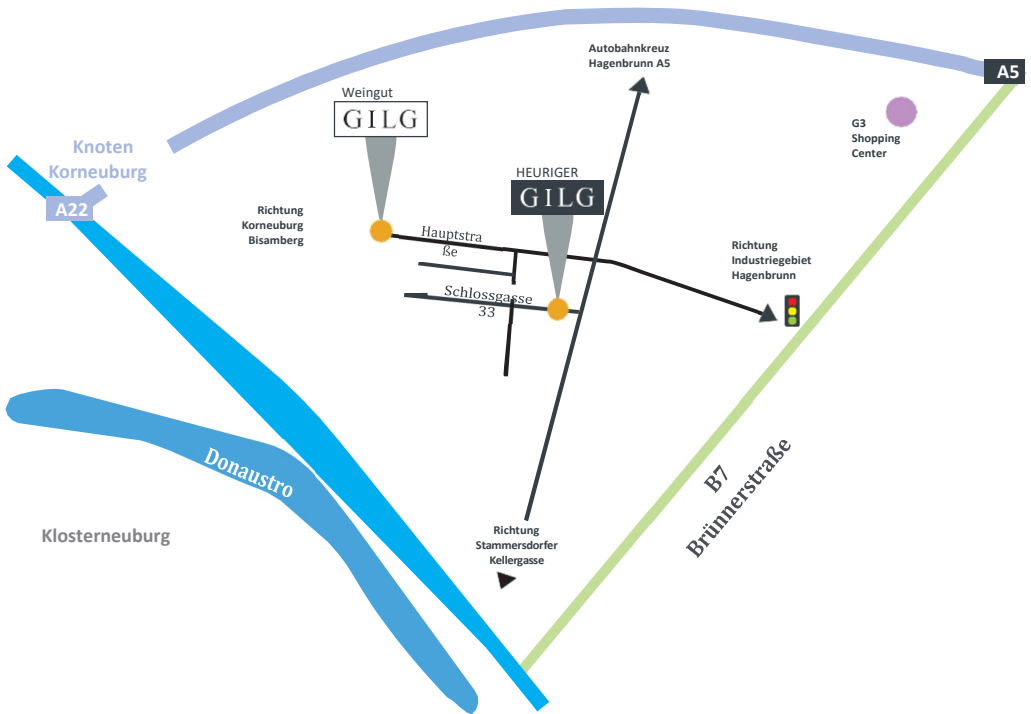 Autobahnkreuz
Hagenbrunn A5
A5
Weingut
GILG
G3
Shopping
Center
Knoten
Korneuburg
A22
HEURIGER
GILG
Richtung
Korneuburg
Bisamberg
Hauptstra
ße
Richtung
Industriegebiet
Hagenbrunn
Schlossgasse
33
Donaustro
B7
Brünnerstraße
Klosterneuburg
Richtung
Stammersdorfer
Kellergasse